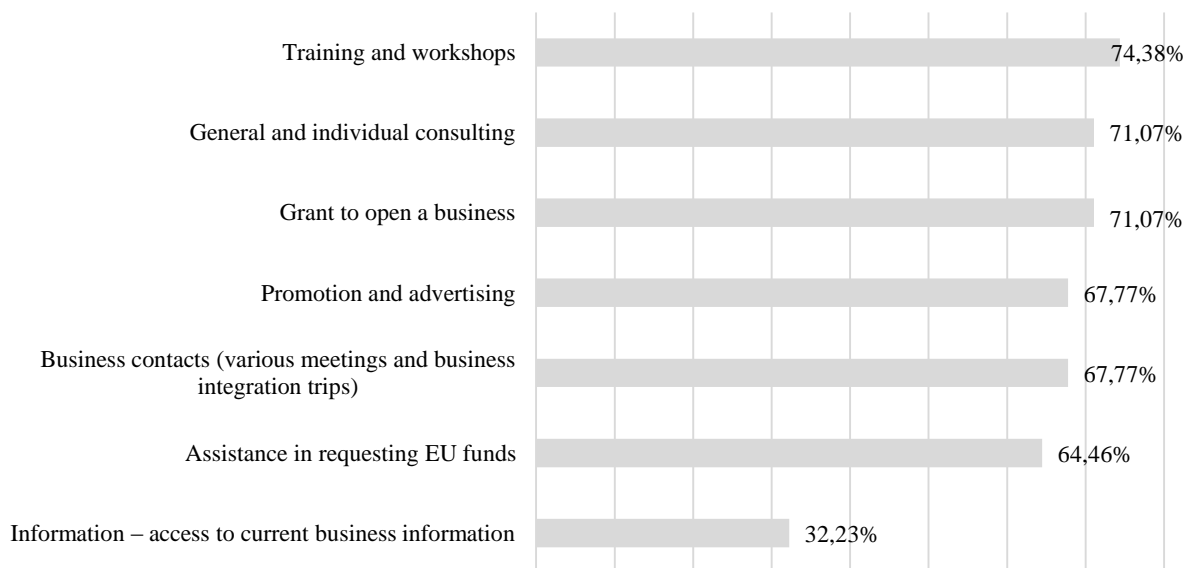 Training and workshops
74,38%
General and individual consulting
71,07%
Grant to open a business
71,07%
Promotion and advertising
67,77%
Business contacts (various meetings and business
integration trips)
67,77%
Assistance in requesting EU funds
64,46%
Information – access to current business information
32,23%